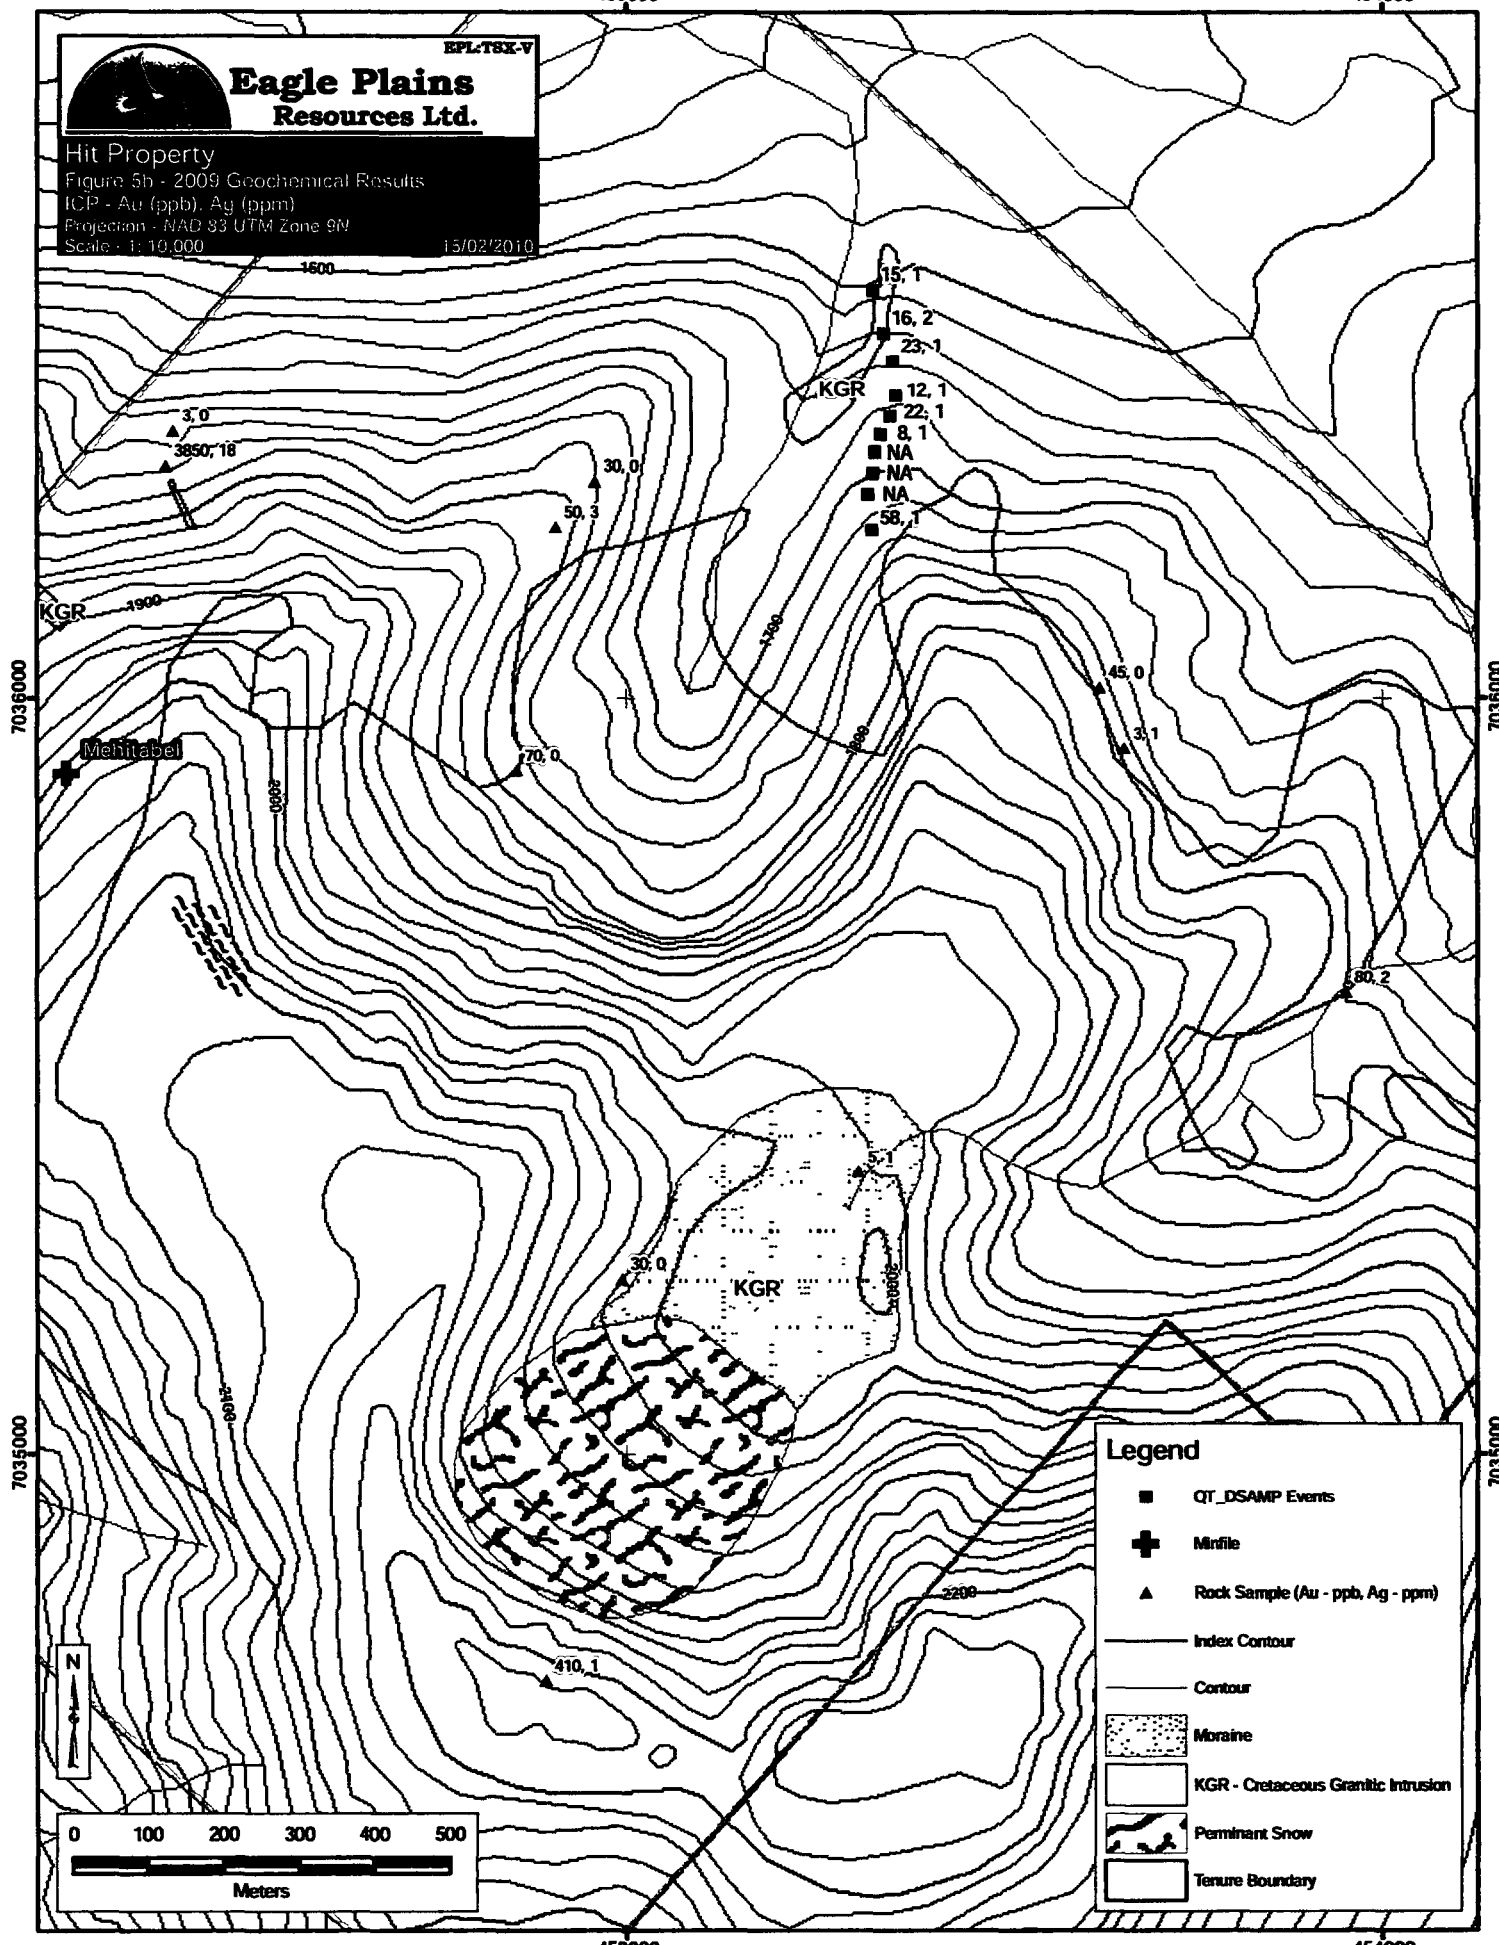 EPL:TSX-V
Eagle Plains
Resources Ltd.
Hit Property
Figure 5b - 2009 Geochemical Results
ICP - Au (ppb), Ag (ppm)
Projection - NAD 83 UTM Zone 9N
Scale - 1: 10,000 15/02/2010
1600
15, 1
16, 2
23, 1
KGR
12, 1
22, 1
8, 1
NA
NA
NA
58, 1
3, 0
3850, 18
30, 0
50, 3
KGR
1900
1700
7036000
7036000
45, 0
3, 1
1800
Mehitabel
70, 0
2000
80, 2
5, 1
30, 0
KGR
2000
2400
7035000
7035000
2200
410, 1
N
0 100 200 300 400 500
Meters
Legend
QT_DSAMP Events
Minfile
Rock Sample (Au - ppb, Ag - ppm)
Index Contour
Contour
Moraine
KGR - Cretaceous Granitic Intrusion
Perminant Snow
Tenure Boundary